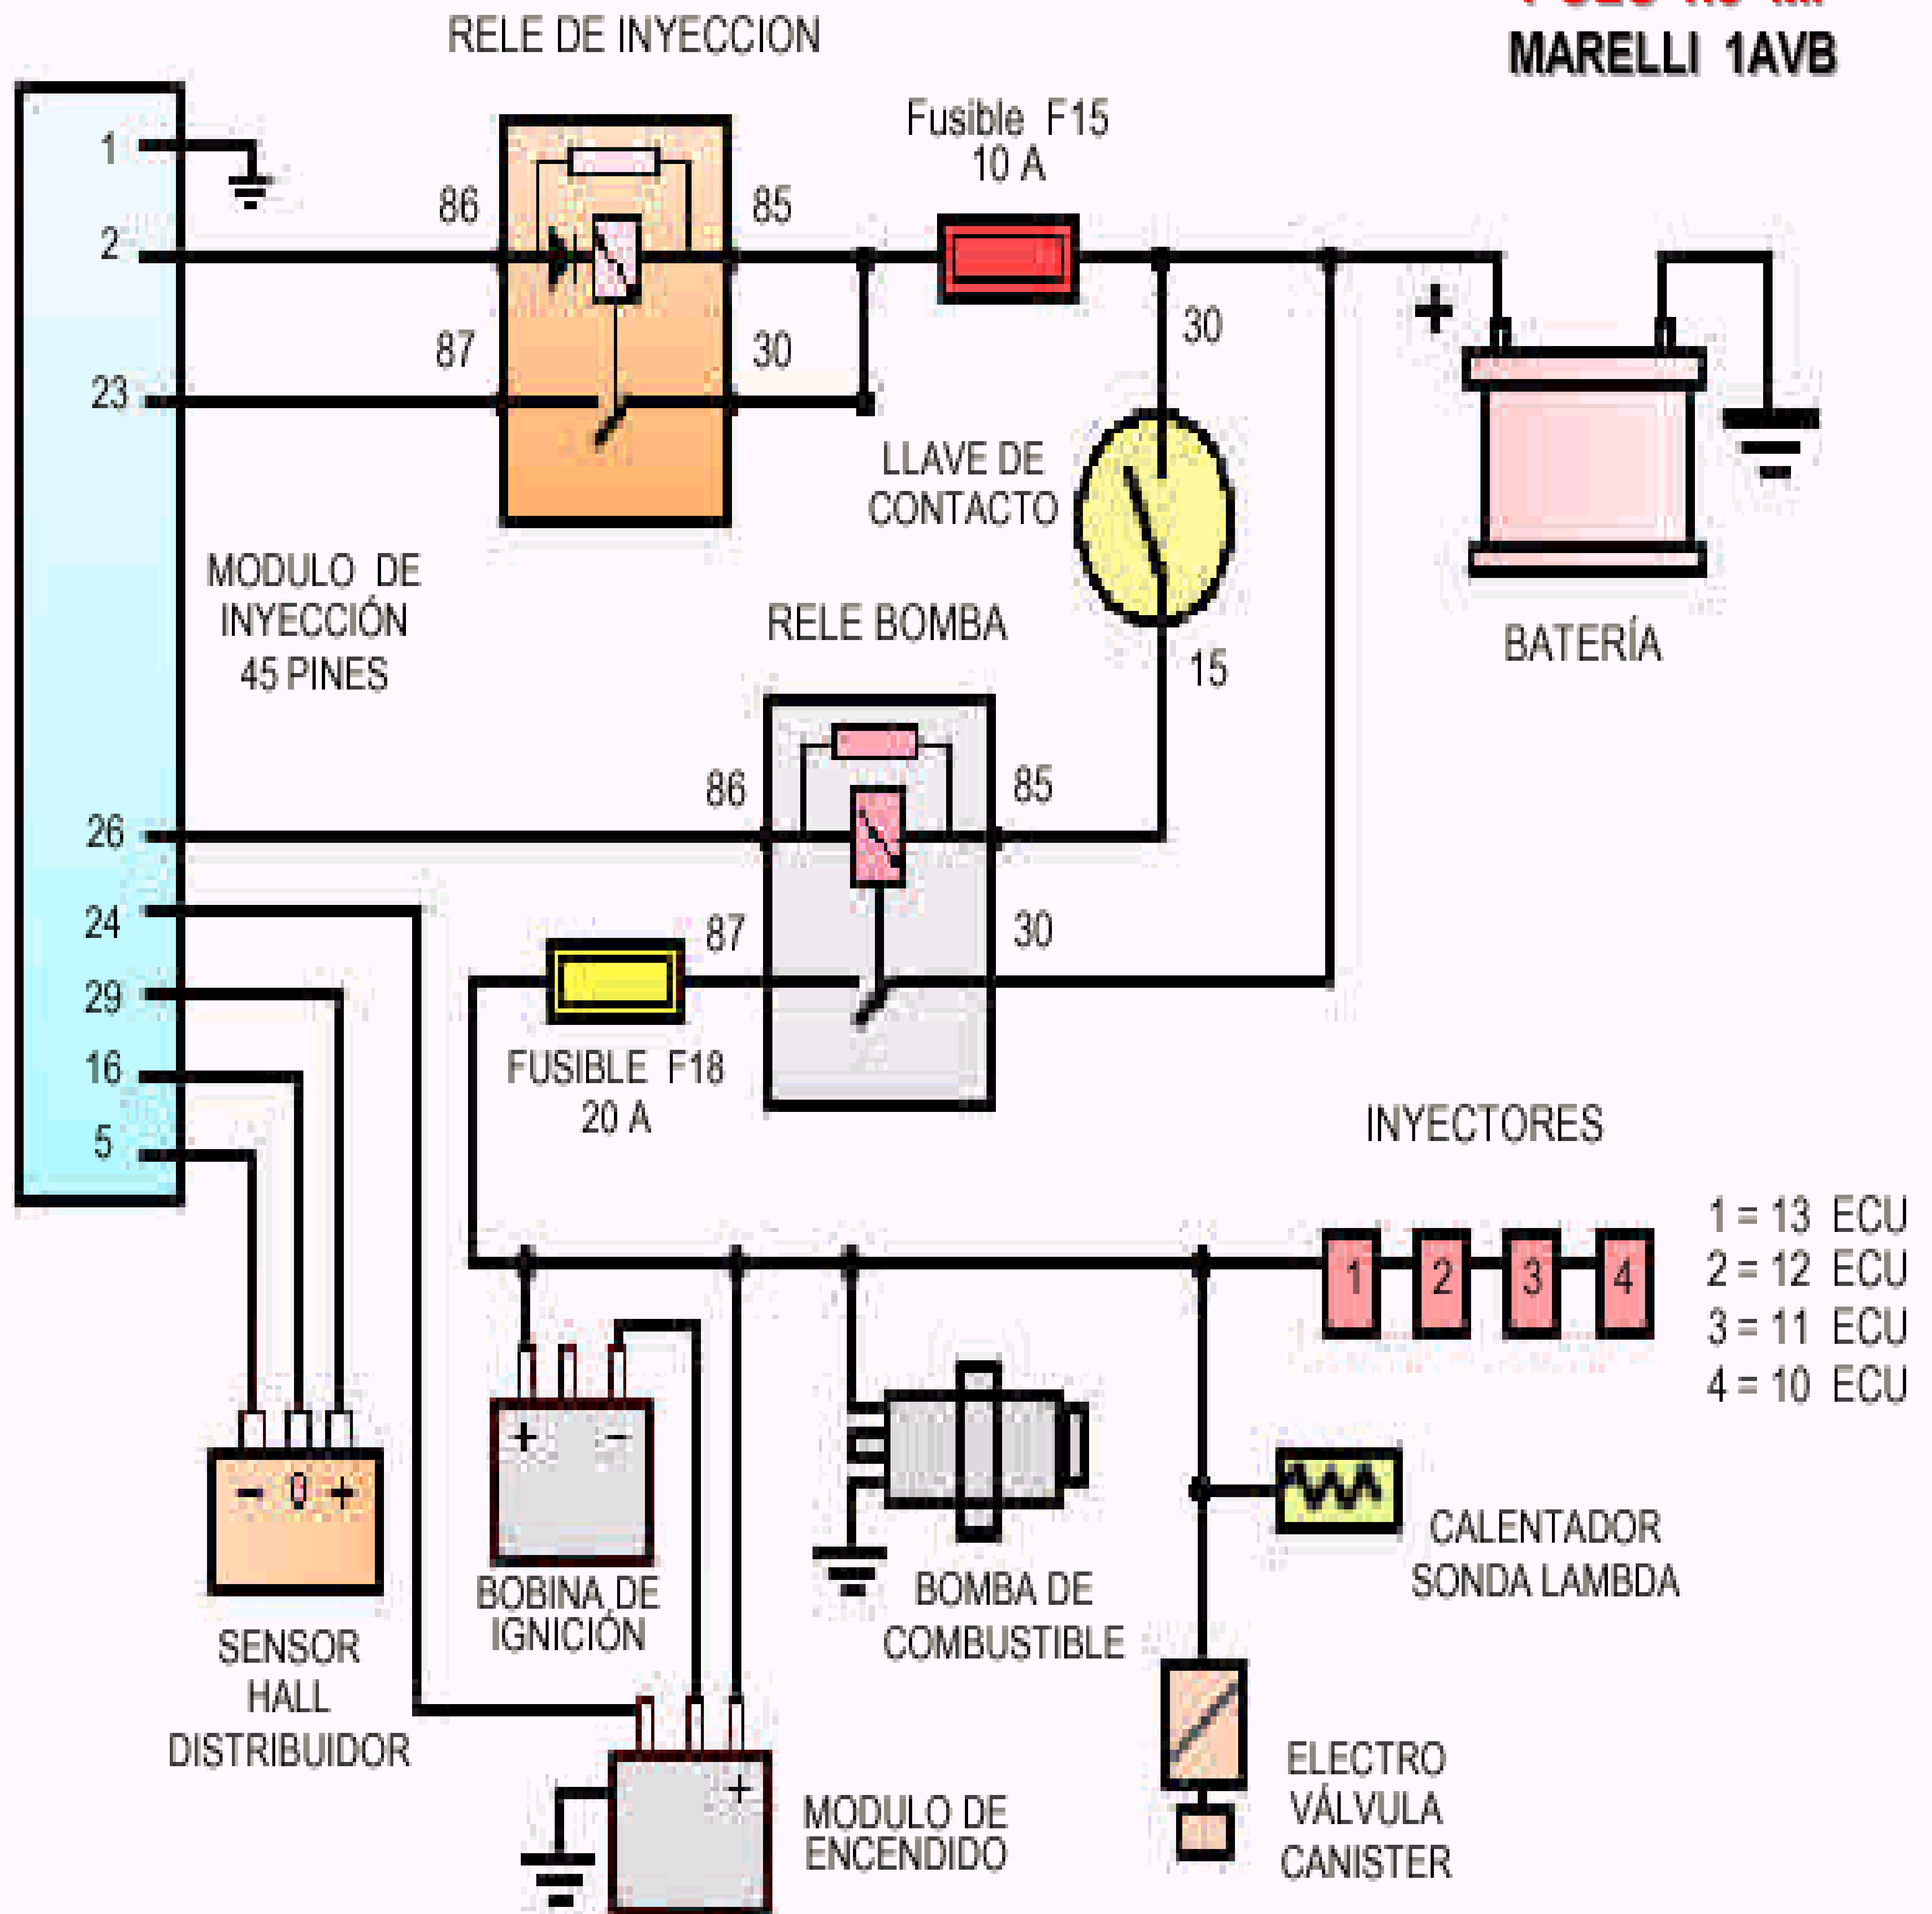 MARELLI 1AVB
RELE DE INYECCION
Fusible F15
10 A
1
2
23
86
85
87
30
30
+
LLAVE DE
CONTACTO
BATERÍA
MODULO DE
INYECCIÓN
45 PINES
RELE BOMBA
15
26
24
29
16
5
86
85
87
30
FUSIBLE F18
20 A
INYECTORES
1 2 3 4
1 = 13 ECU
2 = 12 ECU
3 = 11 ECU
4 = 10 ECU
- 0 +
SENSOR
HALL
DISTRIBUIDOR
+ -
BOBINA DE
IGNICIÓN
BOMBA DE
COMBUSTIBLE
CALENTADOR
SONDA LAMBDA
+
MODULO DE
ENCENDIDO
ELECTRO
VÁLVULA
CANISTER